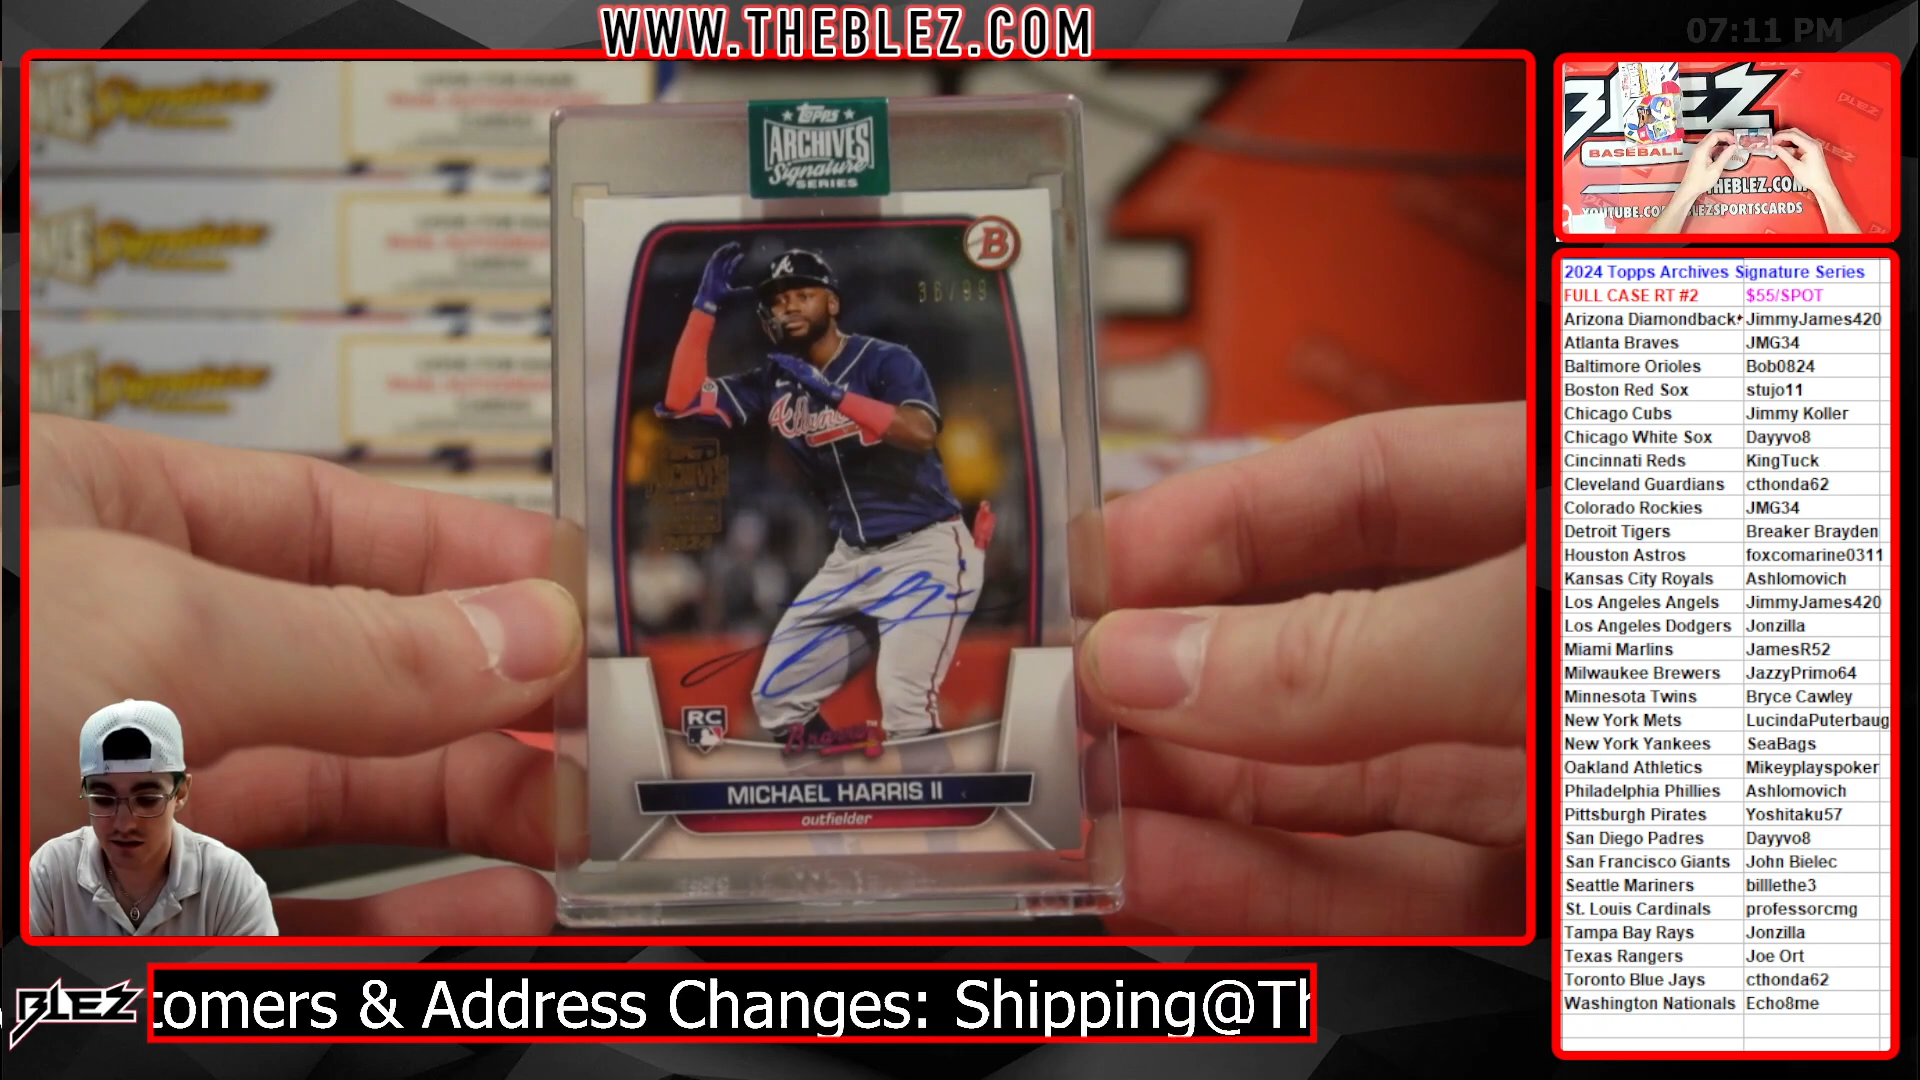 WWW.THEBLEZ.COM
07:11 PM
Topps
ARCHIVES
Signature
SERIES
B
36/99
Atlanta
RC
Braves
MICHAEL HARRIS II
outfielder
BLEZ
BASEBALL
THEBLEZ.COM
2024 Topps Archives Signature Series
FULL CASE RT #2 $55/SPOT
Arizona Diamondback JimmyJames420
Atlanta Braves JMG34
Baltimore Orioles Bob0824
Boston Red Sox stujo11
Chicago Cubs Jimmy Koller
Chicago White Sox Dayyvo8
Cincinnati Reds KingTuck
Cleveland Guardians cthonda62
Colorado Rockies JMG34
Detroit Tigers Breaker Brayden
Houston Astros foxcomarine0311
Kansas City Royals Ashlomovich
Los Angeles Angels JimmyJames420
Los Angeles Dodgers Jonzilla
Miami Marlins JamesR52
Milwaukee Brewers JazzyPrimo64
Minnesota Twins Bryce Cawley
New York Mets LucindaPuterbaug
New York Yankees SeaBags
Oakland Athletics Mikeyplayspoker
Philadelphia Phillies Ashlomovich
Pittsburgh Pirates Yoshitaku57
San Diego Padres Dayyvo8
San Francisco Giants John Bielec
Seattle Mariners billlethe3
St. Louis Cardinals professorcmg
Tampa Bay Rays Jonzilla
Texas Rangers Joe Ort
Toronto Blue Jays cthonda62
Washington Nationals Echo8me
BLEZ
tomers & Address Changes: Shipping@Th